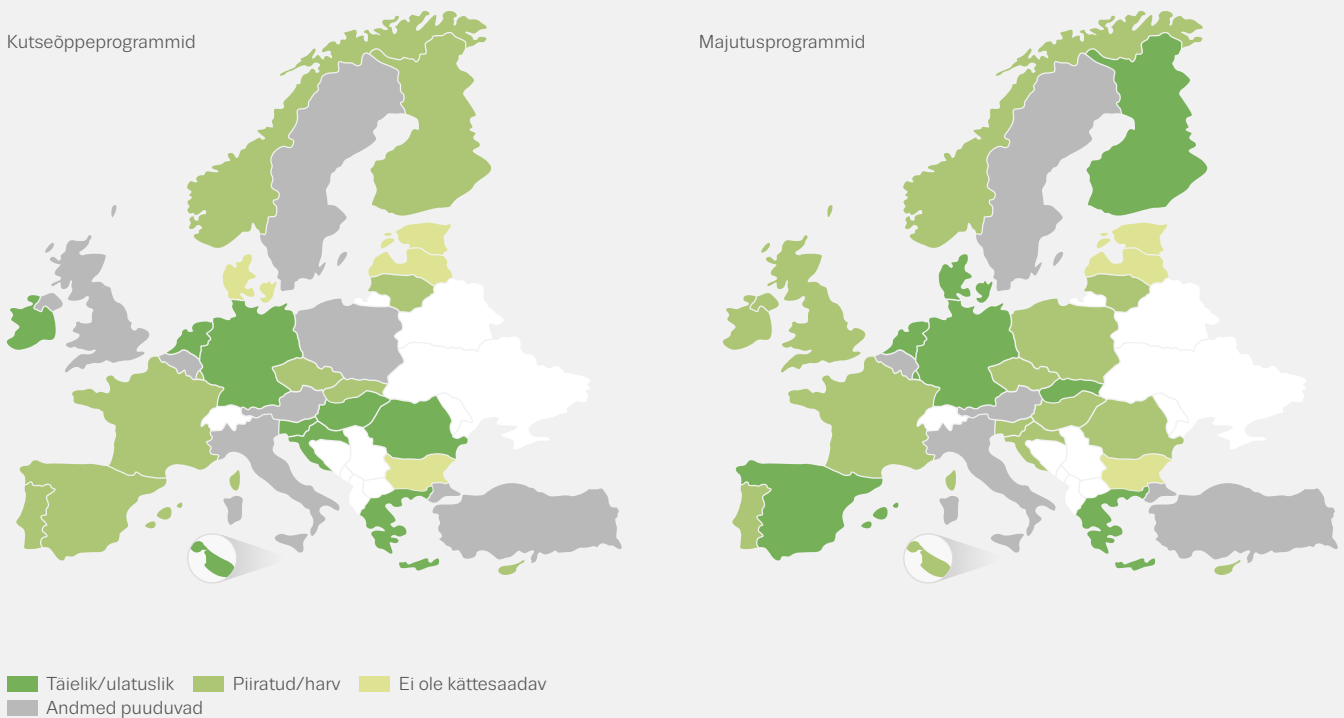 Kutseõppeprogrammid
Majutusprogrammid
Täielik/ulatuslik
Piiratud/harv
Ei ole kättesaadav
Andmed puuduvad